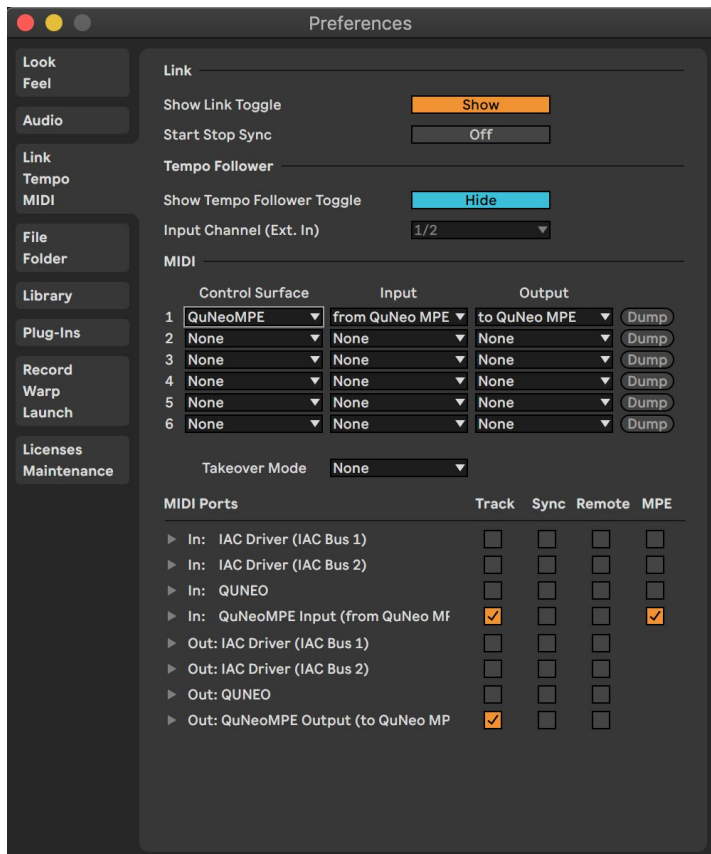 Preferences
Look
Feel
Audio
Link
Tempo
MIDI
File
Folder
Library
Plug-Ins
Record
Warp
Launch
Licenses
Maintenance
Link
Show Link Toggle Show
Start Stop Sync Off
Tempo Follower
Show Tempo Follower Toggle Hide
Input Channel (Ext. In) 1/2
MIDI
Control Surface Input Output
1 QuNeoMPE from QuNeo MPE to QuNeo MPE Dump
2 None None None Dump
3 None None None Dump
4 None None None Dump
5 None None None Dump
6 None None None Dump
Takeover Mode None
MIDI Ports Track Sync Remote MPE
In: IAC Driver (IAC Bus 1)
In: IAC Driver (IAC Bus 2)
In: QUNEO
In: QuNeoMPE Input (from QuNeo MF
Out: IAC Driver (IAC Bus 1)
Out: IAC Driver (IAC Bus 2)
Out: QUNEO
Out: QuNeoMPE Output (to QuNeo MP